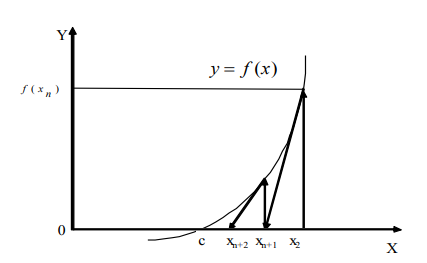 Y
y = f(x)
f(xₙ)
0
c xₙ₊₂ xₙ₊₁ x₂
X